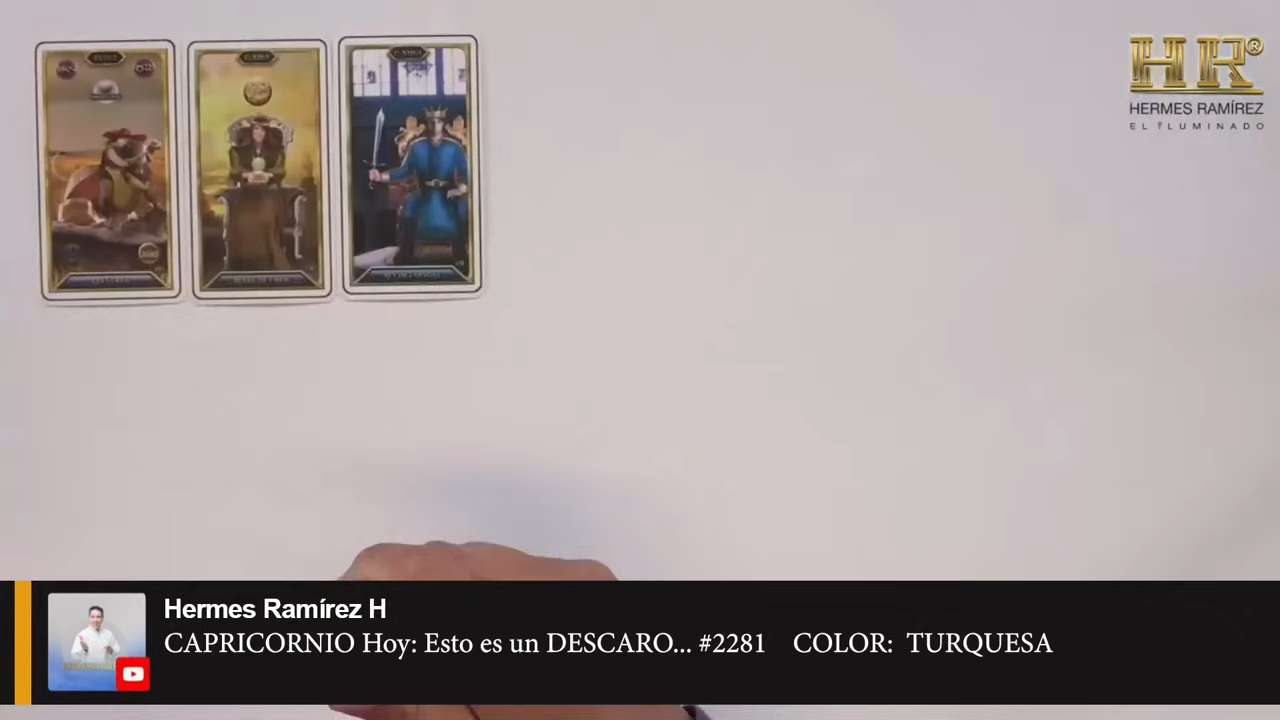 HR®
HERMES RAMÍREZ
EL ILUMINADO
Hermes Ramírez H
CAPRICORNIO Hoy: Esto es un DESCARO... #2281 COLOR: TURQUESA